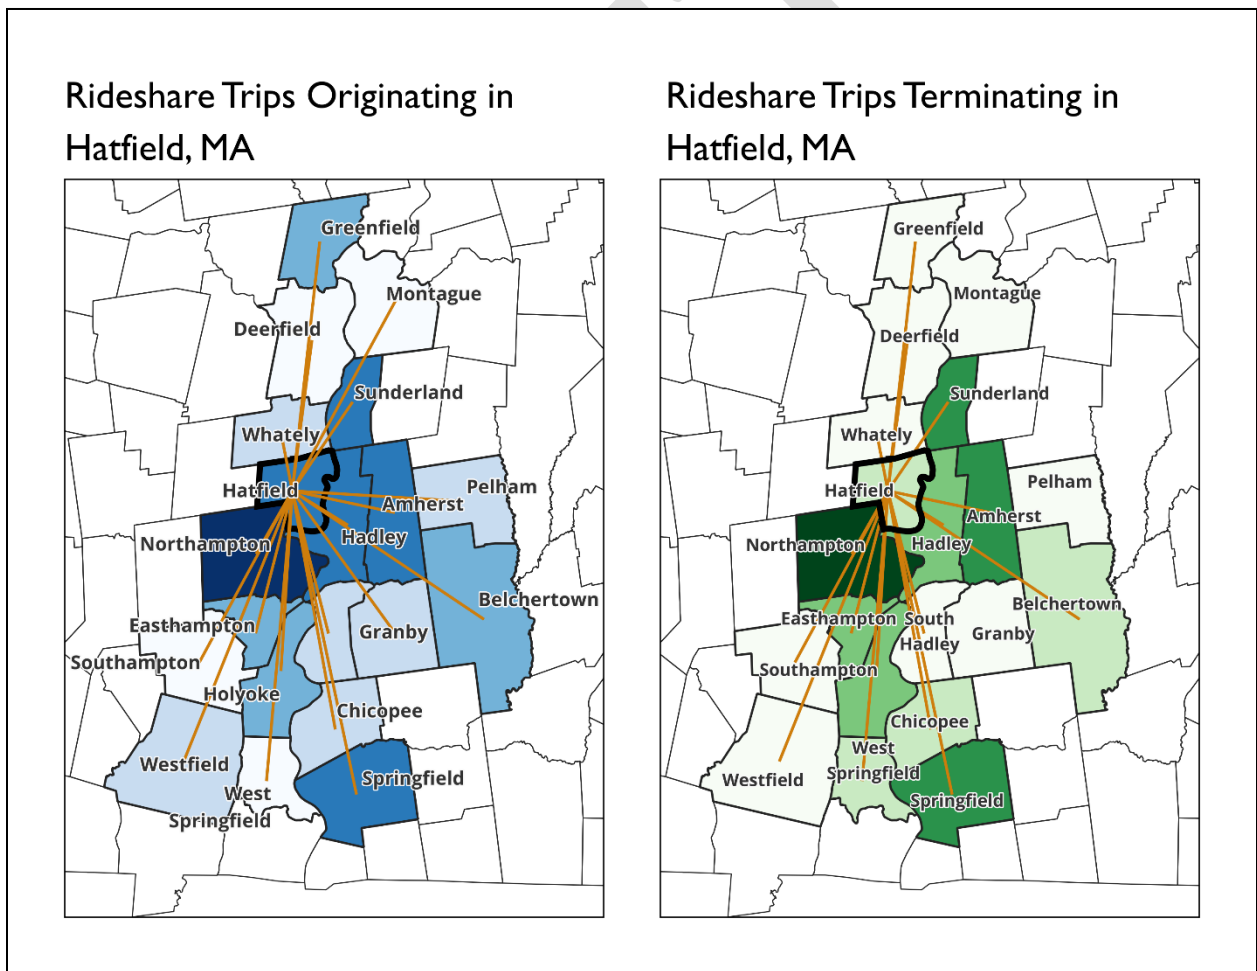 Rideshare Trips Originating in
Hatfield, MA
Greenfield
Montague
Deerfield
Sunderland
Whately
Hatfield
Pelham
Amherst
Northampton
Hadley
Belchertown
Easthampton
Granby
Southampton
Holyoke
Chicopee
Westfield
Springfield
West
Springfield
Rideshare Trips Terminating in
Hatfield, MA
Greenfield
Montague
Deerfield
Sunderland
Whately
Pelham
Hatfield
Amherst
Northampton
Hadley
Belchertown
Easthampton
South
Hadley
Granby
Southampton
Chicopee
West
Springfield
Westfield
Springfield